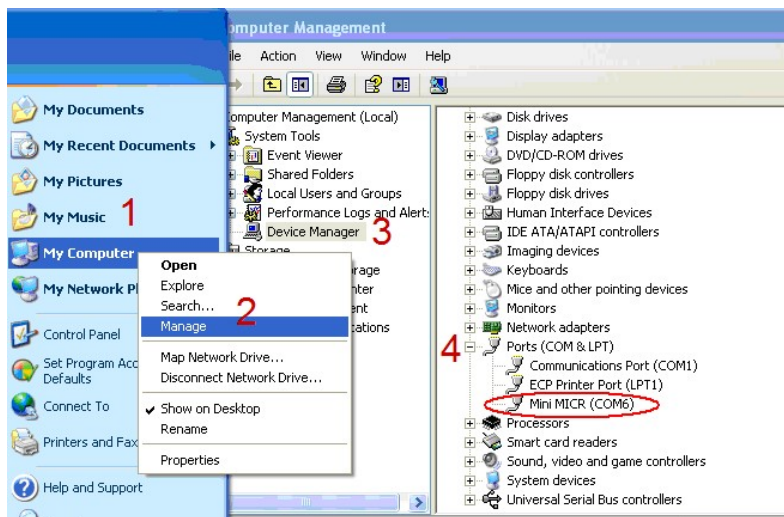 Computer Management
File Action View Window Help
My Documents
My Recent Documents
My Pictures
My Music
1
My Computer
My Network Pl
Control Panel
Set Program Acc
Defaults
Connect To
Printers and Fax
Help and Support
Open
Explore
Search...
2
Manage
Map Network Drive...
Disconnect Network Drive...
Show on Desktop
Rename
Properties
Computer Management (Local)
System Tools
Event Viewer
Shared Folders
Local Users and Groups
Performance Logs and Alert
Device Manager
3
Storage
rage
nter
ent
cations
Disk drives
Display adapters
DVD/CD-ROM drives
Floppy disk controllers
Floppy disk drives
Human Interface Devices
IDE ATA/ATAPI controllers
Imaging devices
Keyboards
Mice and other pointing devices
Monitors
Network adapters
4
Ports (COM & LPT)
Communications Port (COM1)
ECP Printer Port (LPT1)
Mini MICR (COM6)
Processors
Smart card readers
Sound, video and game controllers
System devices
Universal Serial Bus controllers